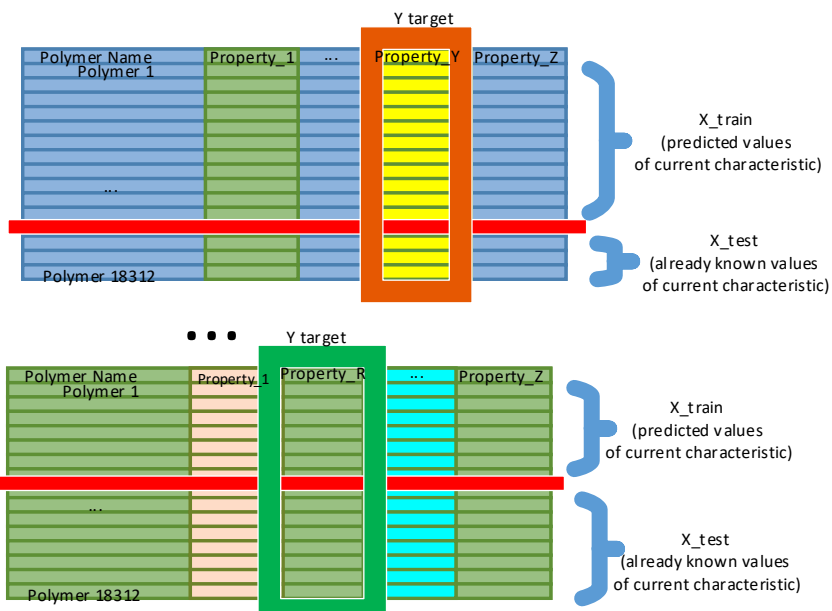 Y target
Polymer Name Property_1 ... Property_Y Property_Z
Polymer 1
X_train
(predicted values
of current characteristic)
...
X_test
(already known values
of current characteristic)
Polymer 18312
...
Y target
Polymer Name Property_1 Property_R ... Property_Z
Polymer 1
X_train
(predicted values
of current characteristic)
...
X_test
(already known values
of current characteristic)
Polymer 18312